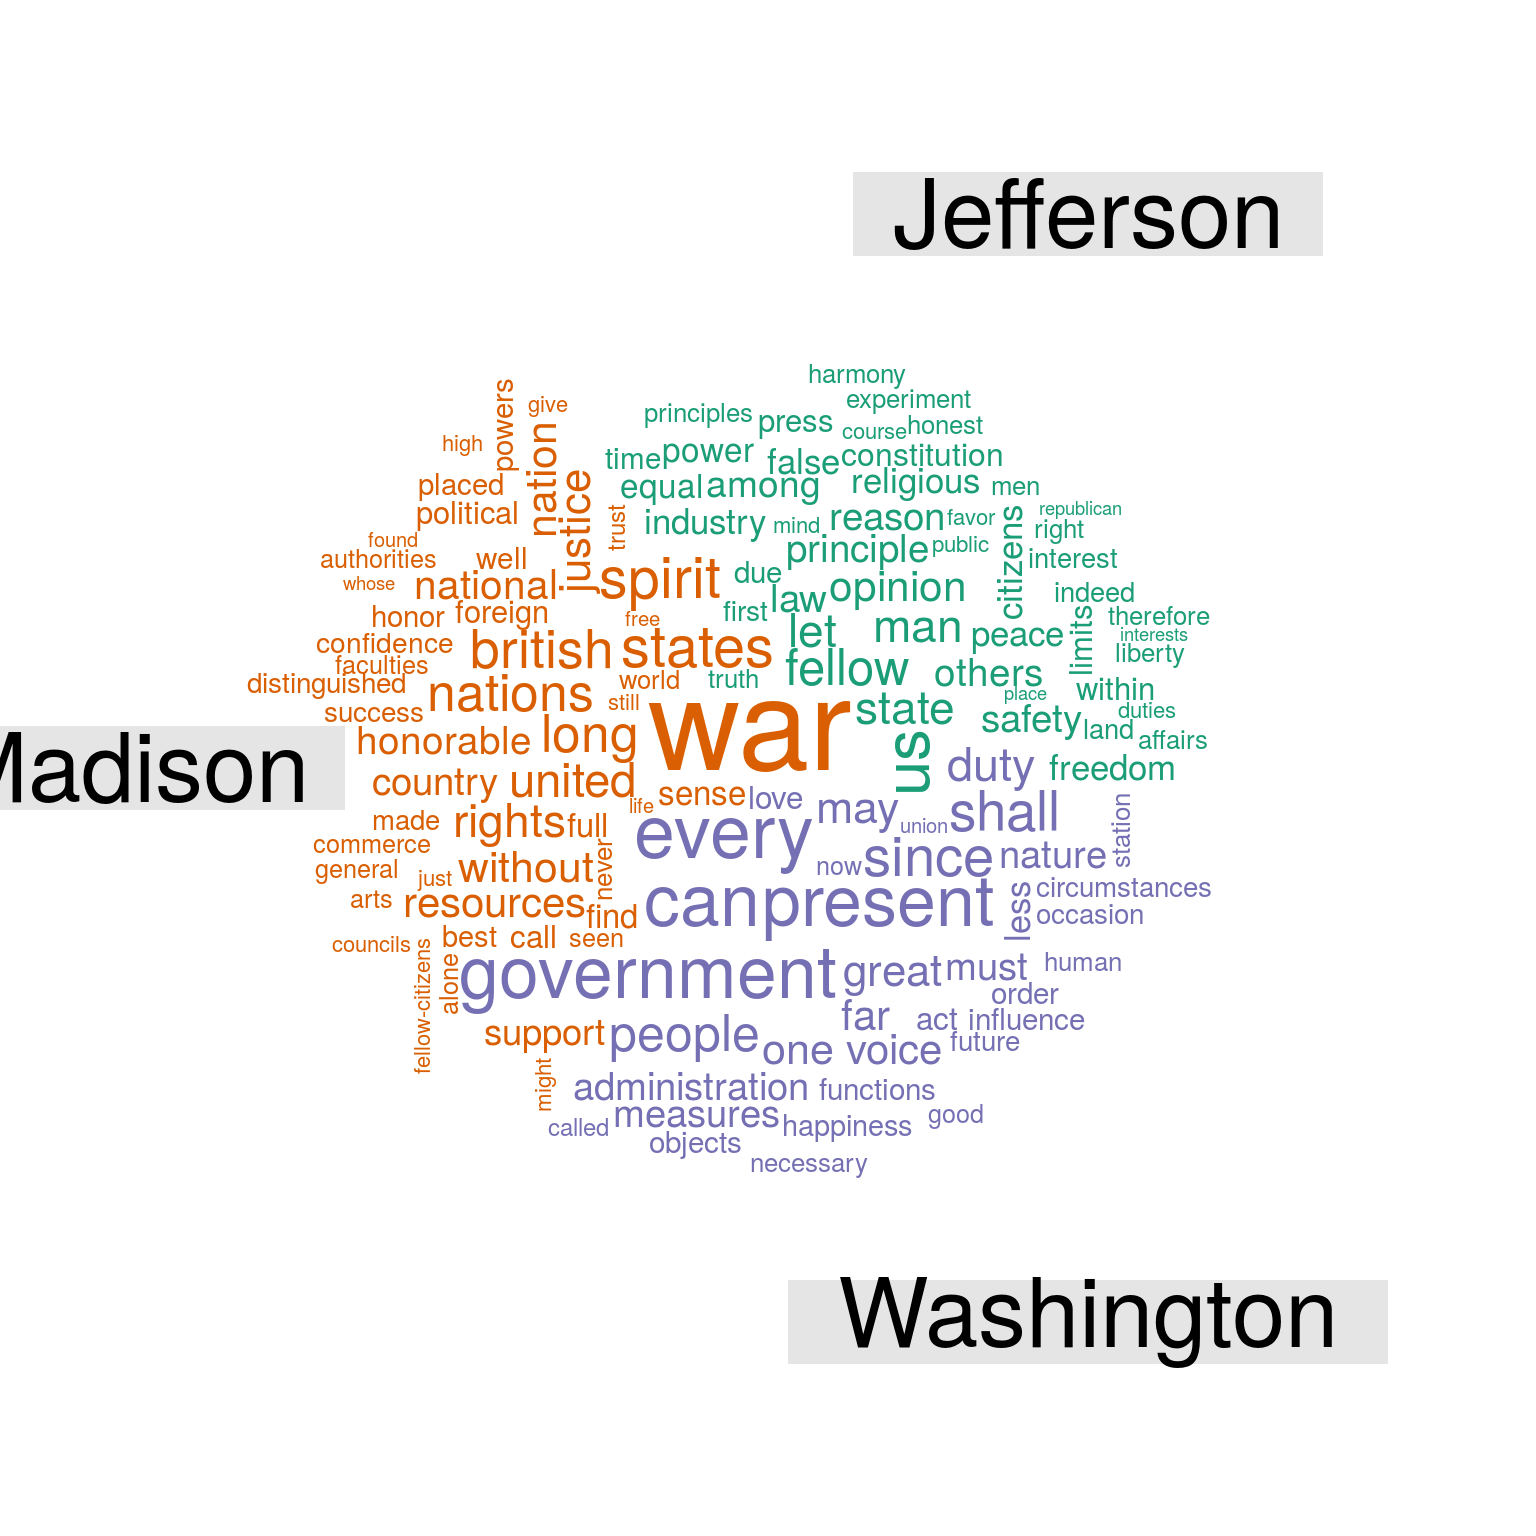 Jefferson
harmony
experiment
powers
give
principles
press
course
honest
high
nation
time
power
false
constitution
placed
justice
equal
among
religious
men
political
trust
industry
mind
reason
favor
citizens
republican
right
found
authorities
well
principle
public
interest
whose
national
spirit
due
law
opinion
indeed
honor
foreign
free
first
let
man
peace
limits
therefore
interests
confidence
british
states
fellow
others
liberty
faculties
distinguished
nations
world
truth
place
within
success
still
war
state
safety
duties
land
affairs
Madison
honorable
long
us
duty
freedom
country
united
sense
love
may
shall
life
union
station
made
rights
full
every
commerce
general
just
without
never
now
since
nature
arts
resources
find
can
present
less
circumstances
occasion
councils
best
call
seen
fellow-citizens
alone
government
great
must
human
order
support
people
far
act
influence
one
voice
future
might
administration
functions
called
measures
happiness
good
objects
necessary
Washington